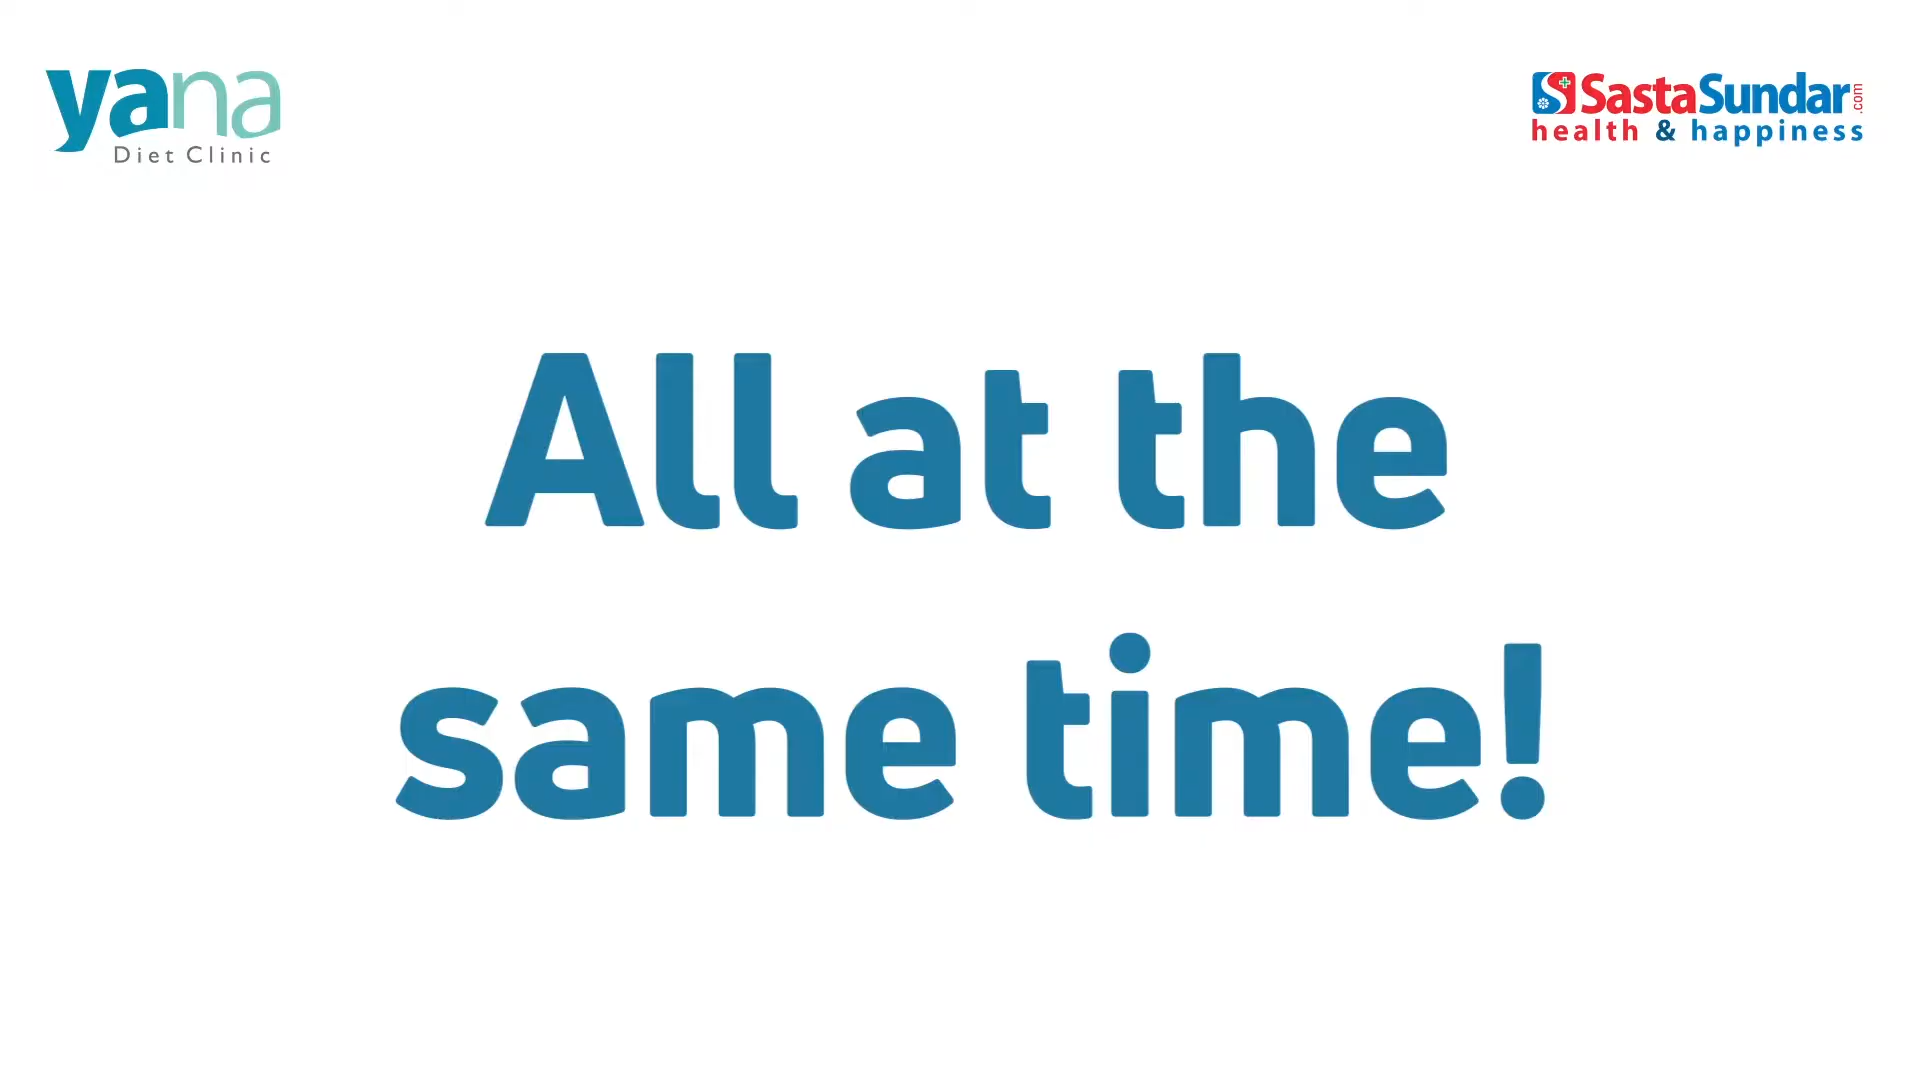 yana
Diet Clinic
SastaSundar.com
health & happiness
All at the
same time!